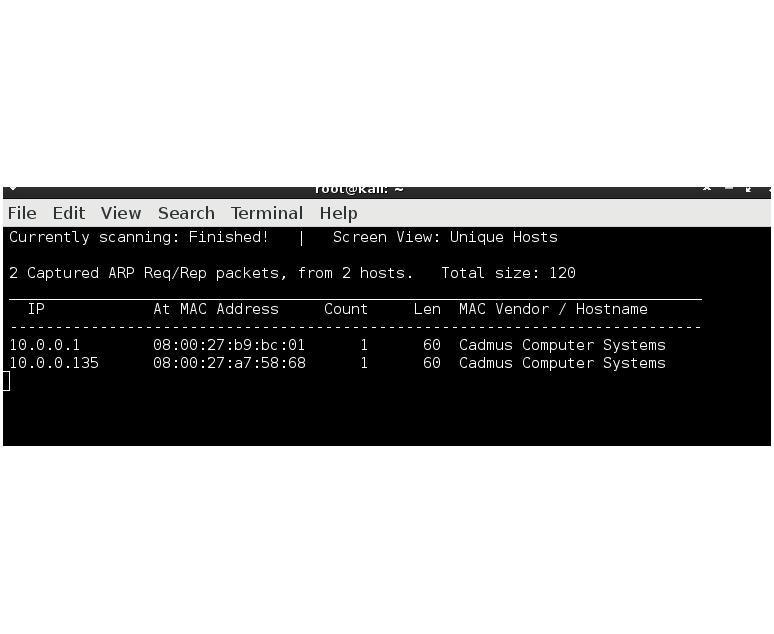 root@kali: ~
File Edit View Search Terminal Help
Currently scanning: Finished! | Screen View: Unique Hosts
2 Captured ARP Req/Rep packets, from 2 hosts. Total size: 120
IP At MAC Address Count Len MAC Vendor / Hostname
10.0.0.1 08:00:27:b9:bc:01 1 60 Cadmus Computer Systems
10.0.0.135 08:00:27:a7:58:68 1 60 Cadmus Computer Systems